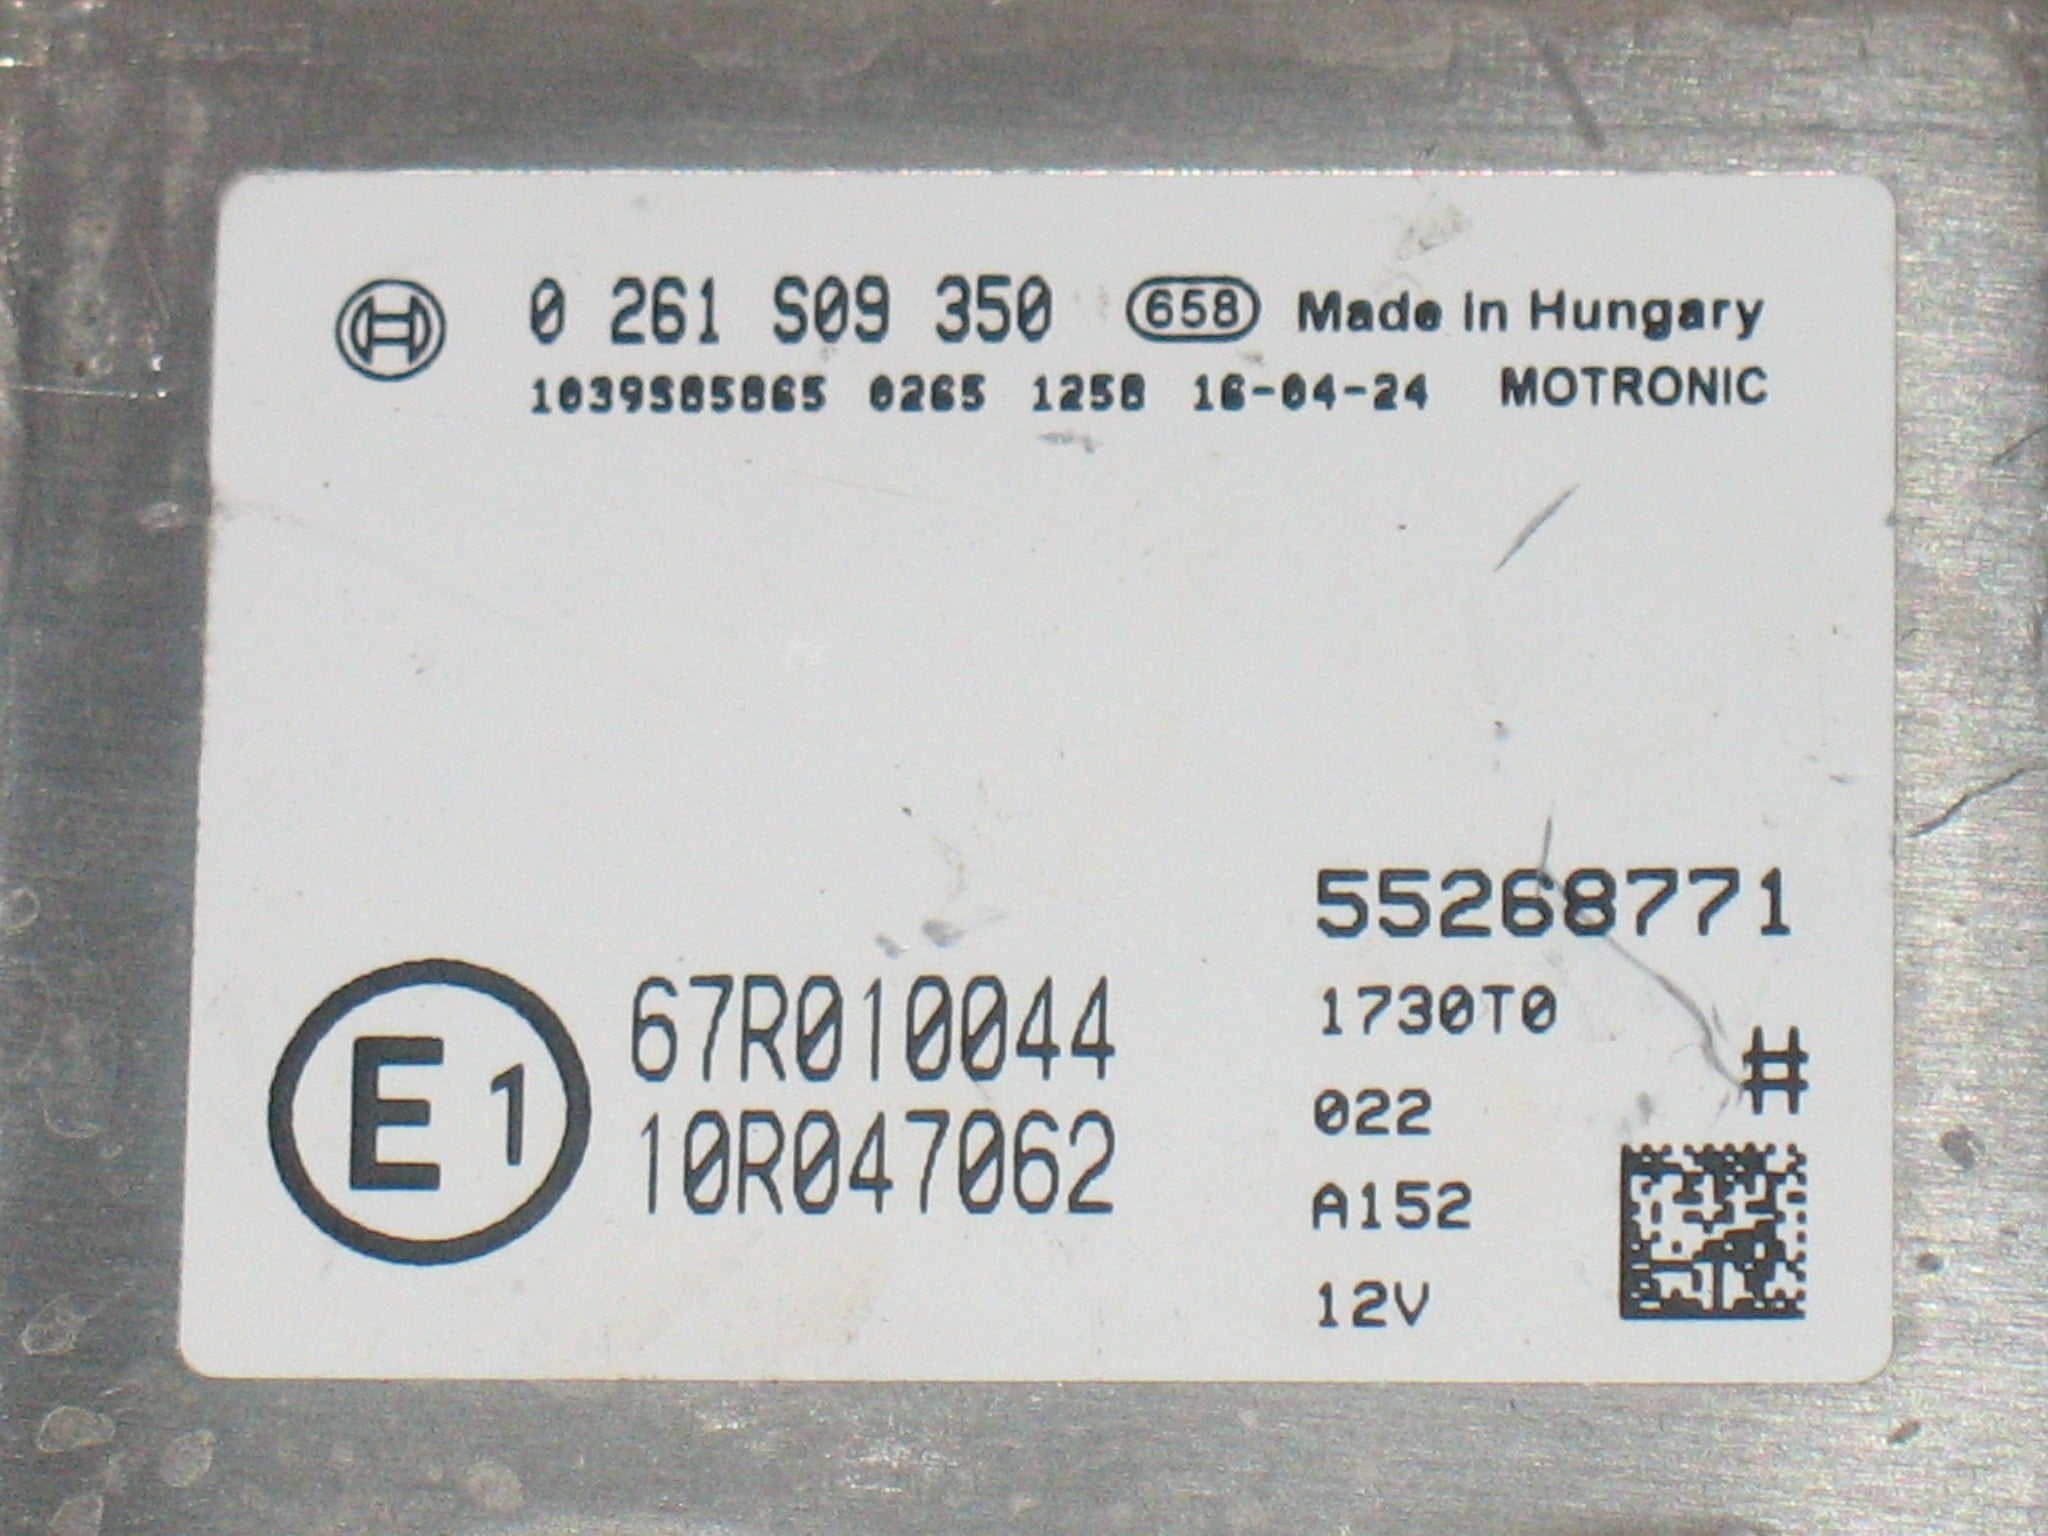 0 261 S09 350 658 Made in Hungary
1039S85865 0265 1258 16-04-24 MOTRONIC
55268771
67R010044 1730T0
#
E1 022
10R047062
A152
12V